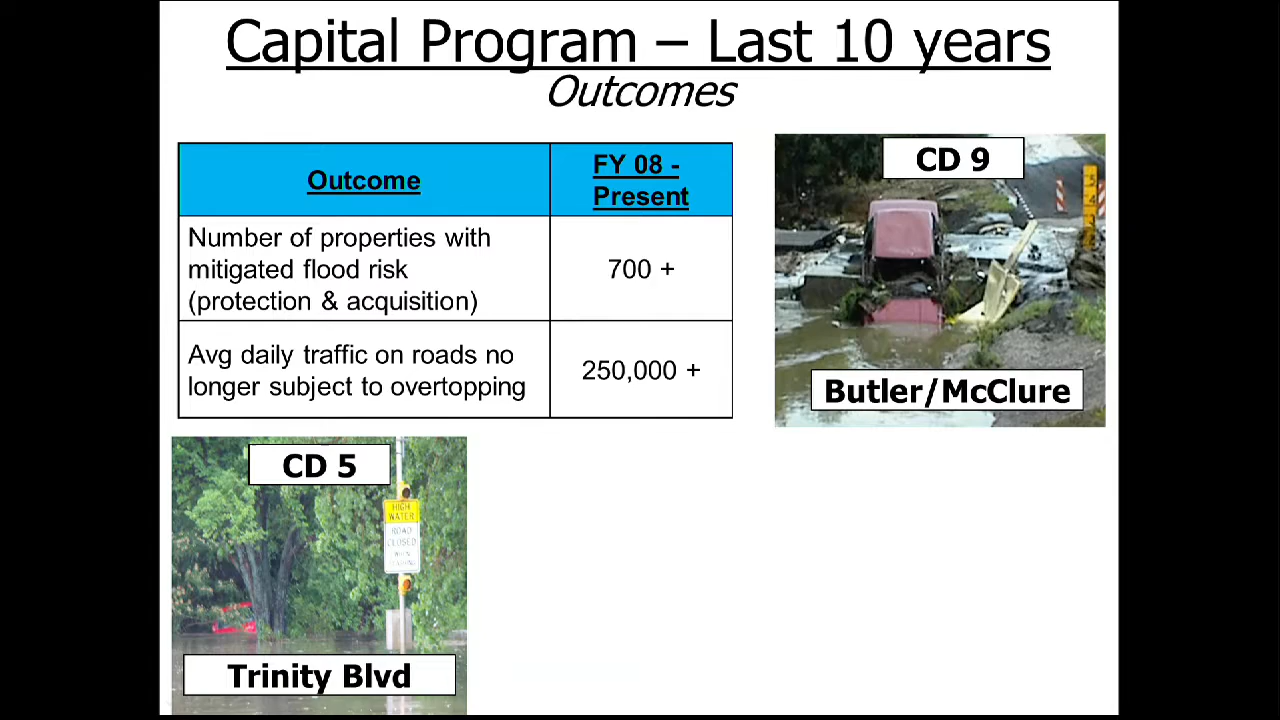 Capital Program – Last 10 years
Outcomes
Outcome
FY 08 -
Present
Number of properties with
mitigated flood risk
(protection & acquisition)
700 +
Avg daily traffic on roads no
longer subject to overtopping
250,000 +
CD 9
Butler/McClure
CD 5
HIGH
WATER
ROAD
CLOSED
WHEN
FLASHING
Trinity Blvd